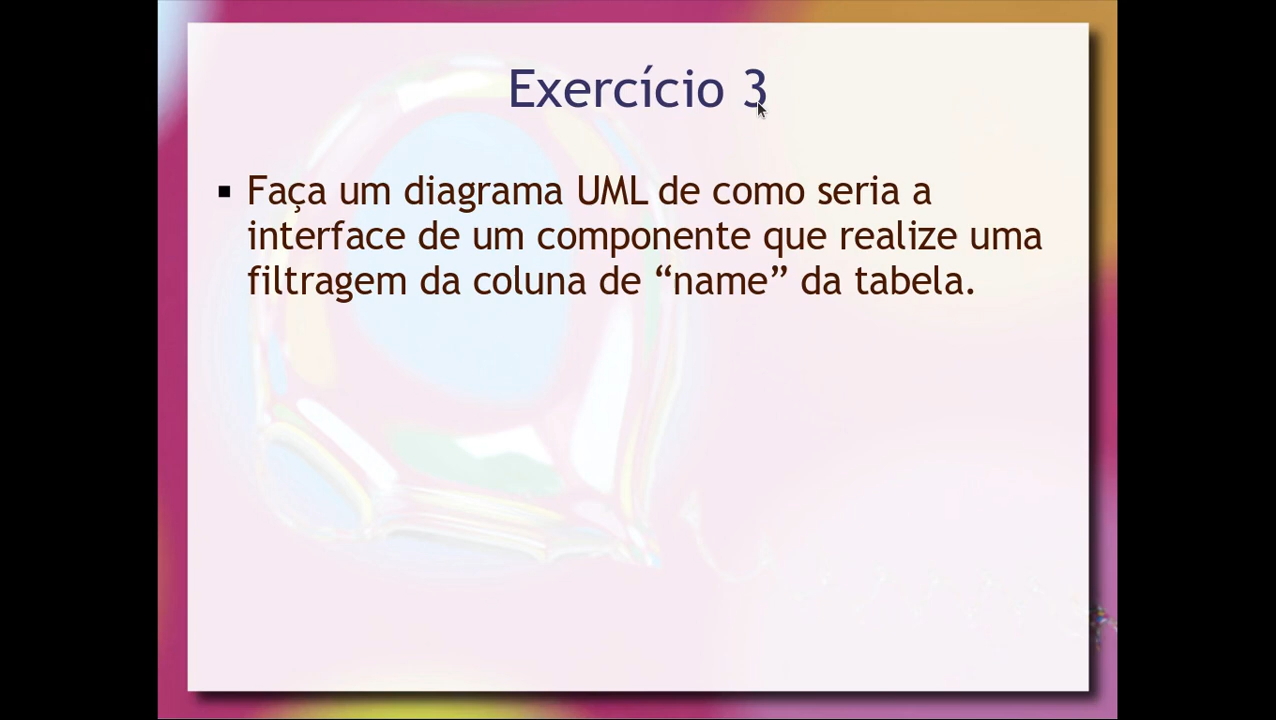 Exercício 3
▪ Faça um diagrama UML de como seria a
interface de um componente que realize uma
filtragem da coluna de “name” da tabela.